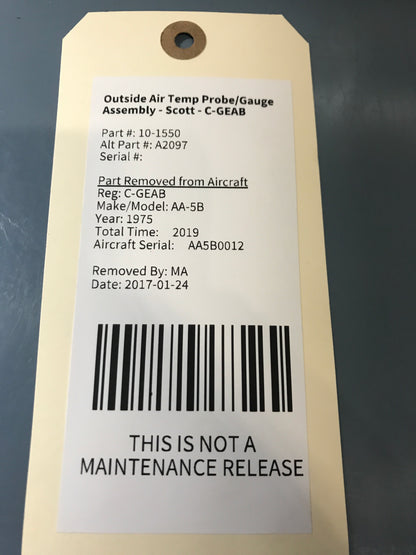 Outside Air Temp Probe/Gauge
Assembly - Scott - C-GEAB
Part #: 10-1550
Alt Part #: A2097
Serial #:
Part Removed from Aircraft
Reg: C-GEAB
Make/Model: AA-5B
Year: 1975
Total Time: 2019
Aircraft Serial: AA5B0012
Removed By: MA
Date: 2017-01-24
THIS IS NOT A
MAINTENANCE RELEASE